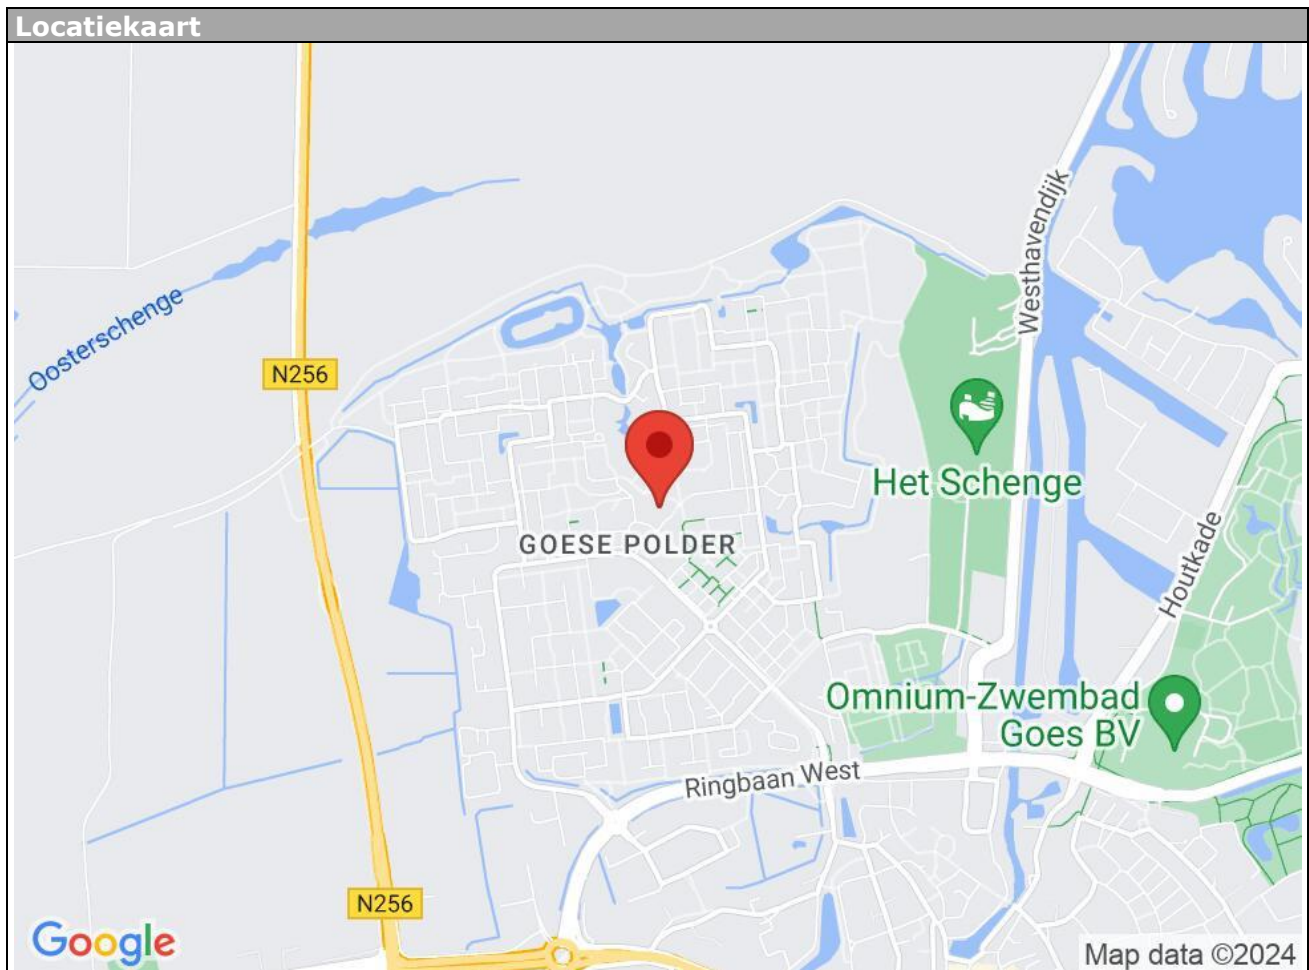 Locatiekaart
Westhavendijk
Oosterschenge
N256
Het Schenge
GOESE POLDER
Houtkade
Omnium-Zwembad
Goes BV
Ringbaan West
N256
Google
Map data ©2024